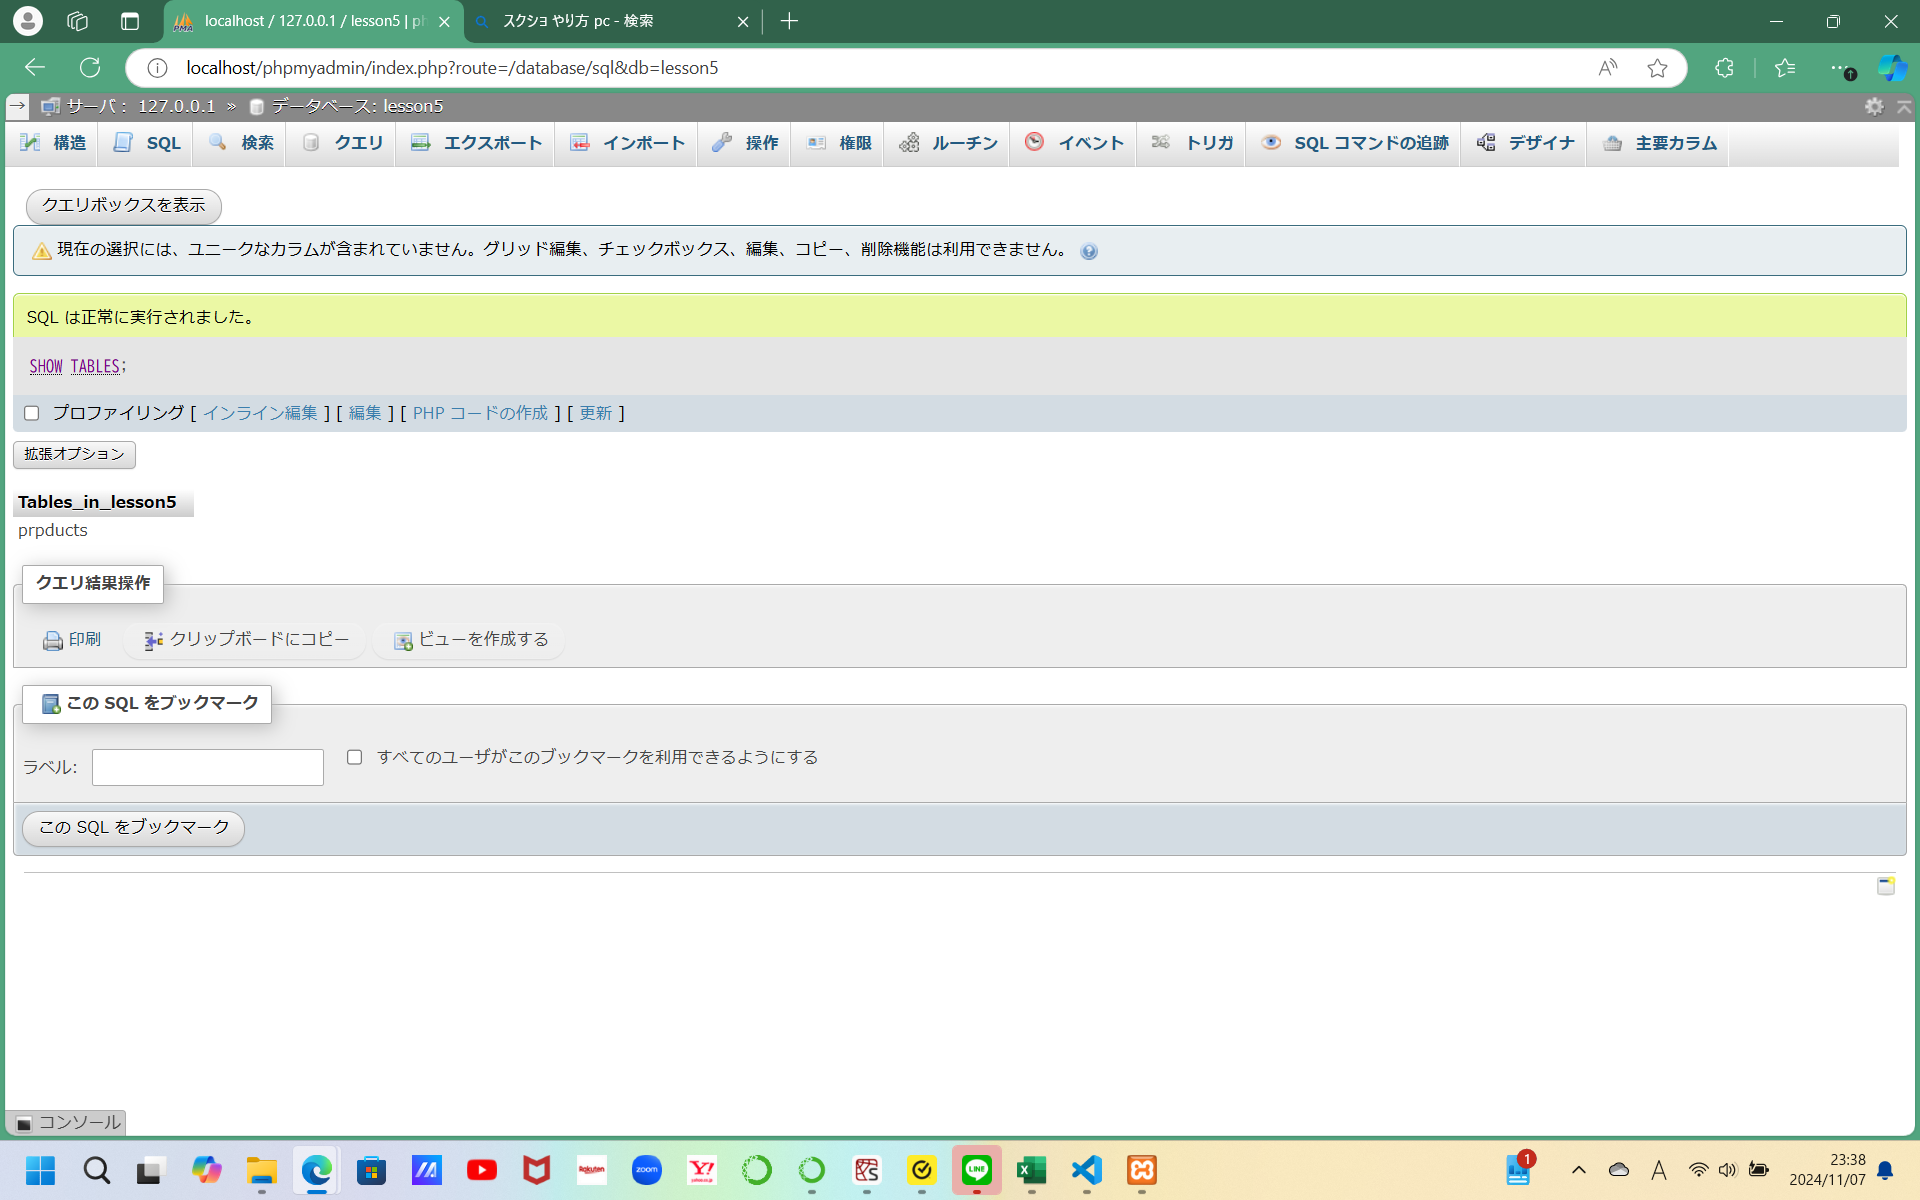 localhost / 127.0.0.1 / lesson5 | ph
スクショ やり方 pc - 検索
localhost/phpmyadmin/index.php?route=/database/sql&db=lesson5
サーバ: 127.0.0.1 » データベース: lesson5
構造 SQL 検索 クエリ エクスポート インポート 操作 権限 ルーチン イベント トリガ SQL コマンドの追跡 デザイナ 主要カラム
クエリボックスを表示
現在の選択には、ユニークなカラムが含まれていません。グリッド編集、チェックボックス、編集、コピー、削除機能は利用できません。
SQL は正常に実行されました。
SHOW TABLES;
プロファイリング [ インライン編集 ] [ 編集 ] [ PHP コードの作成 ] [ 更新 ]
拡張オプション
Tables_in_lesson5
prpducts
クエリ結果操作
印刷 クリップボードにコピー ビューを作成する
この SQL をブックマーク
ラベル: すべてのユーザがこのブックマークを利用できるようにする
この SQL をブックマーク
コンソール
Rakuten zoom Y! LINE 1 A 23:38
2024/11/07